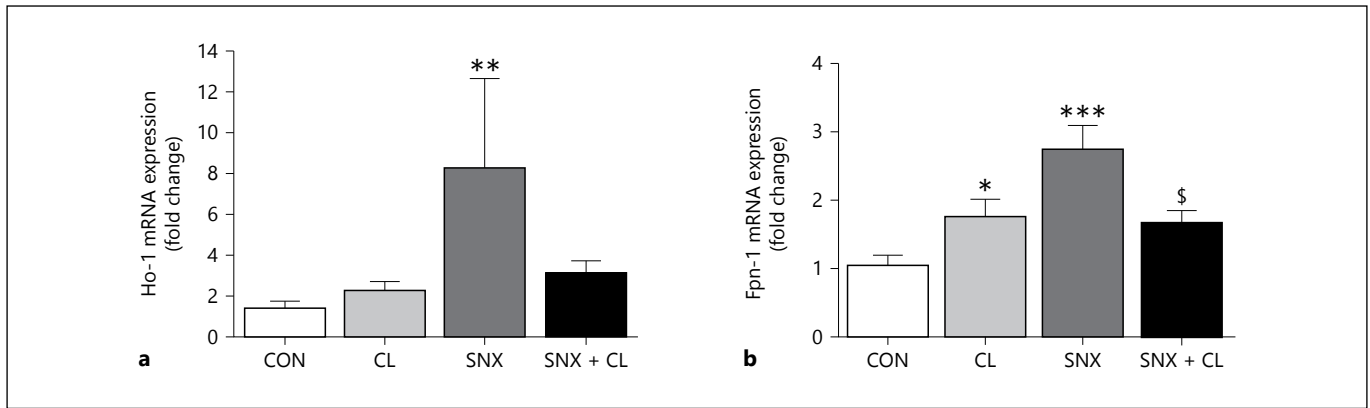 Ho-1 mRNA expression
(fold change)
14
12
10
8
6
4
2
0
**
CON
CL
SNX
SNX + CL
a
Fpn-1 mRNA expression
(fold change)
4
3
2
1
0
*
***
$
CON
CL
SNX
SNX + CL
b